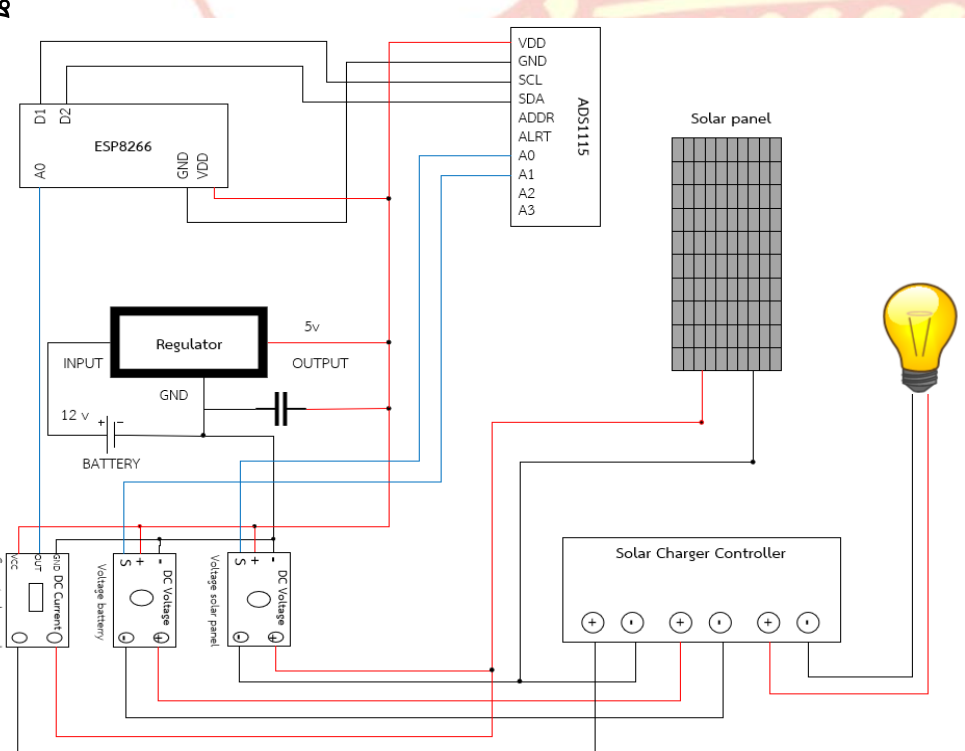 VDD
GND
SCL
SDA
ADDR
ALRT
A0
A1
A2
A3
ADS1115
D1
D2
ESP8266
A0
GND
VDD
Solar panel
5v
Regulator
INPUT
OUTPUT
GND
12 v
+
-
BATTERY
VCC
OUT
GND
DC Current
Voltage battery
S
+
-
DC Voltage
-
+
Voltage solar panel
S
+
-
DC Voltage
-
+
Solar Charger Controller
+
-
+
-
+
-